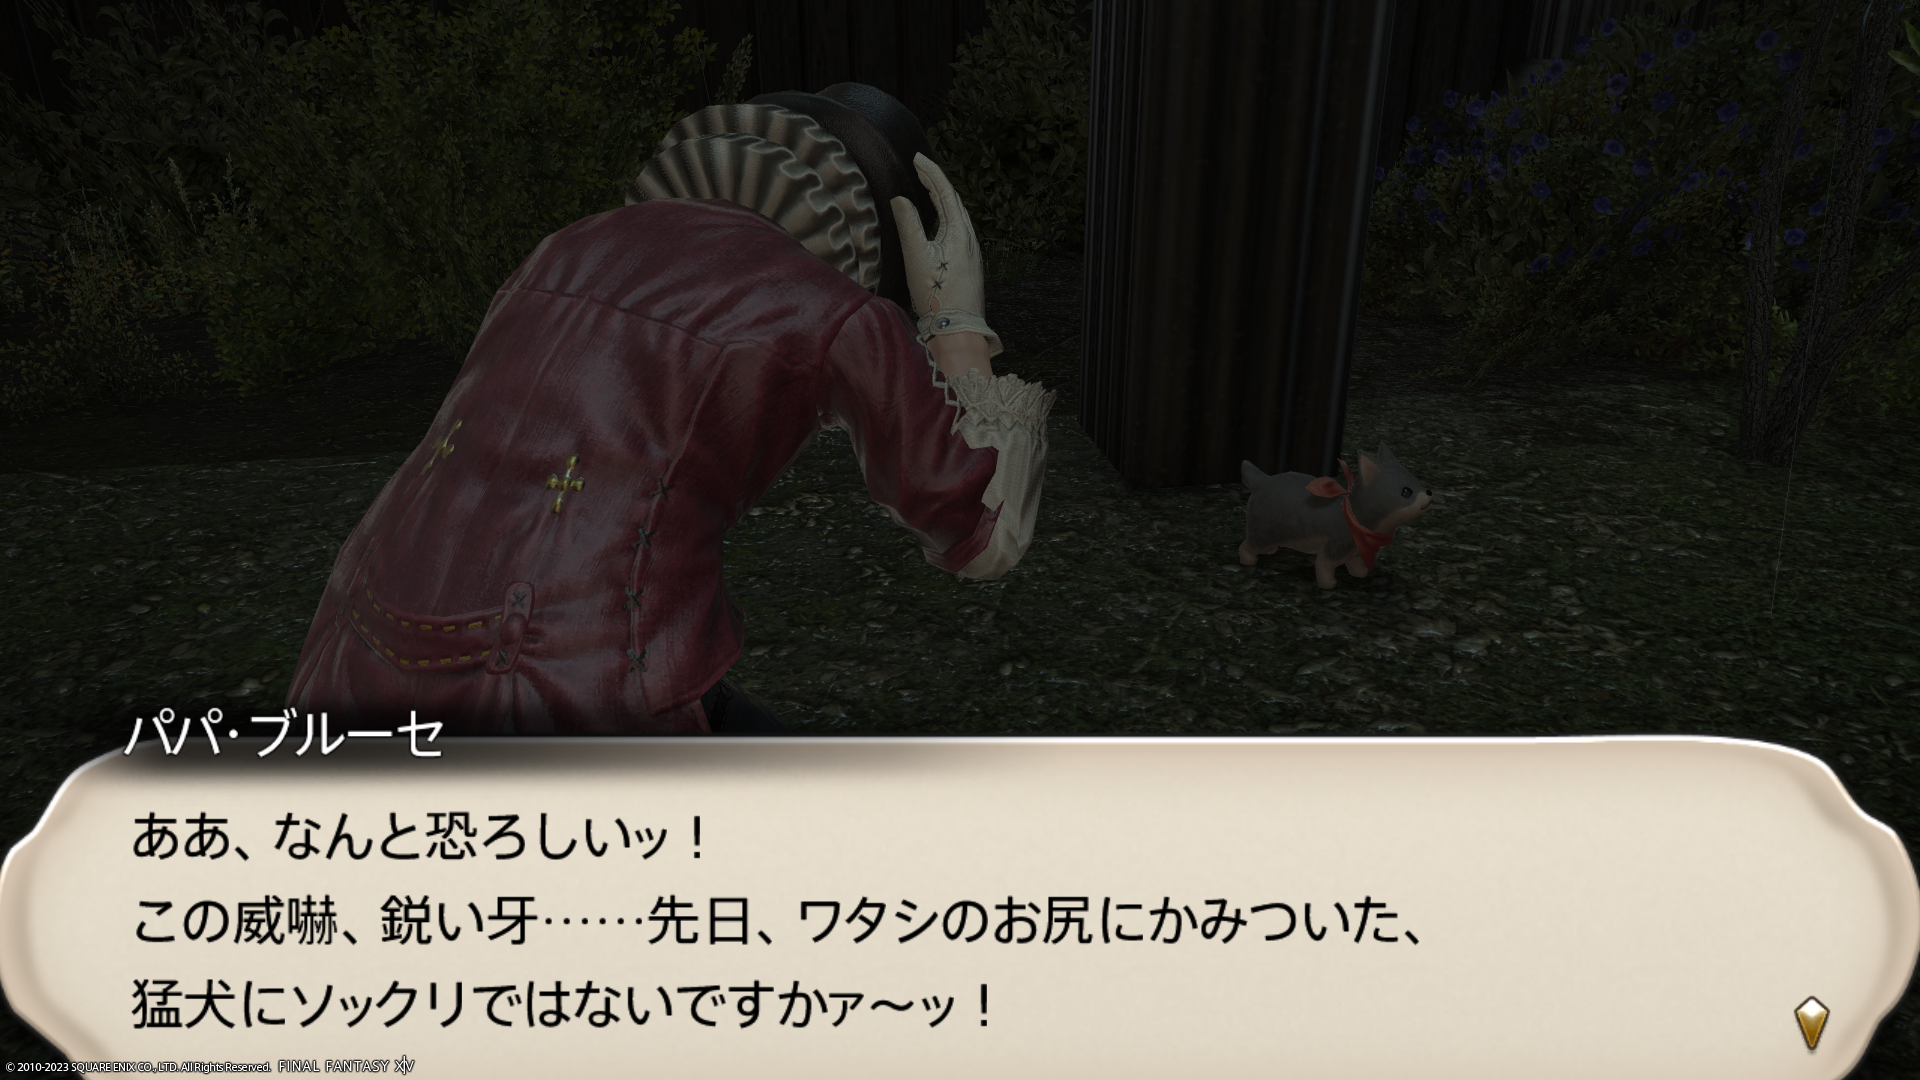 パパ・ブルーセ
ああ、なんと恐ろしいッ！
この威嚇、鋭い牙……先日、ワタシのお尻にかみついた、
猛犬にソックリではないですかァ～ッ！
© 2010-2023 SQUARE ENIX CO., LTD. All Rights Reserved. FINAL FANTASY XIV